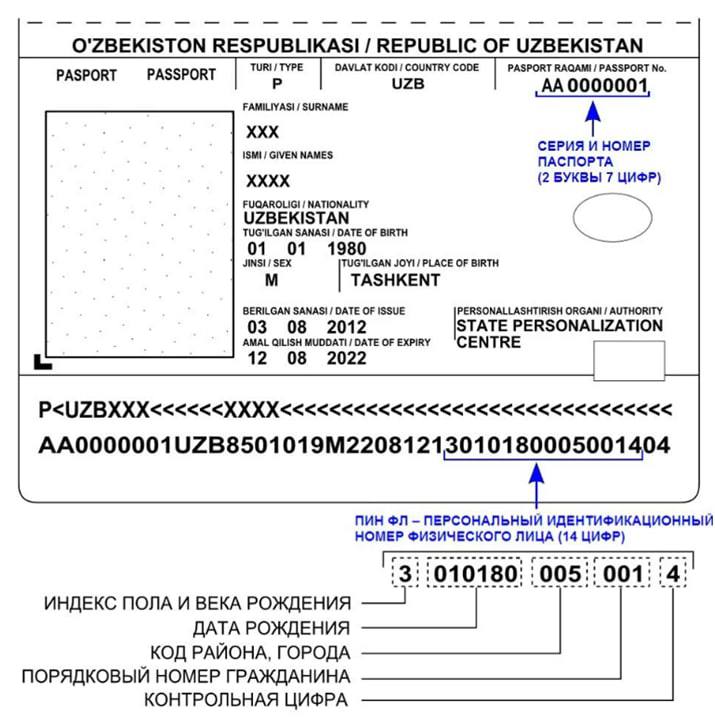 O'ZBEKISTON RESPUBLIKASI / REPUBLIC OF UZBEKISTAN
PASPORT PASSPORT
TURI / TYPE
P
DAVLAT KODI / COUNTRY CODE
UZB
PASPORT RAQAMI / PASSPORT No.
AA 0000001
СЕРИЯ И НОМЕР
ПАСПОРТА
(2 БУКВЫ 7 ЦИФР)
FAMILIYASI / SURNAME
XXX
ISMI / GIVEN NAMES
XXXX
FUQAROLIGI / NATIONALITY
UZBEKISTAN
TUG'ILGAN SANASI / DATE OF BIRTH
01 01 1980
JINSI / SEX
M
TUG'ILGAN JOYI / PLACE OF BIRTH
TASHKENT
BERILGAN SANASI / DATE OF ISSUE
03 08 2012
AMAL QILISH MUDDATI / DATE OF EXPIRY
12 08 2022
PERSONALLASHTIRISH ORGANI / AUTHORITY
STATE PERSONALIZATION
CENTRE
P<UZBXXX<<<<<<XXXX<<<<<<<<<<<<<<<<<<<<<<<<<<<<<<<
AA0000001UZB8501019M22081213010180005001404
ПИН ФЛ – ПЕРСОНАЛЬНЫЙ ИДЕНТИФИКАЦИОННЫЙ
НОМЕР ФИЗИЧЕСКОГО ЛИЦА (14 ЦИФР)
3 010180 005 001 4
ИНДЕКС ПОЛА И ВЕКА РОЖДЕНИЯ
ДАТА РОЖДЕНИЯ
КОД РАЙОНА, ГОРОДА
ПОРЯДКОВЫЙ НОМЕР ГРАЖДАНИНА
КОНТРОЛЬНАЯ ЦИФРА